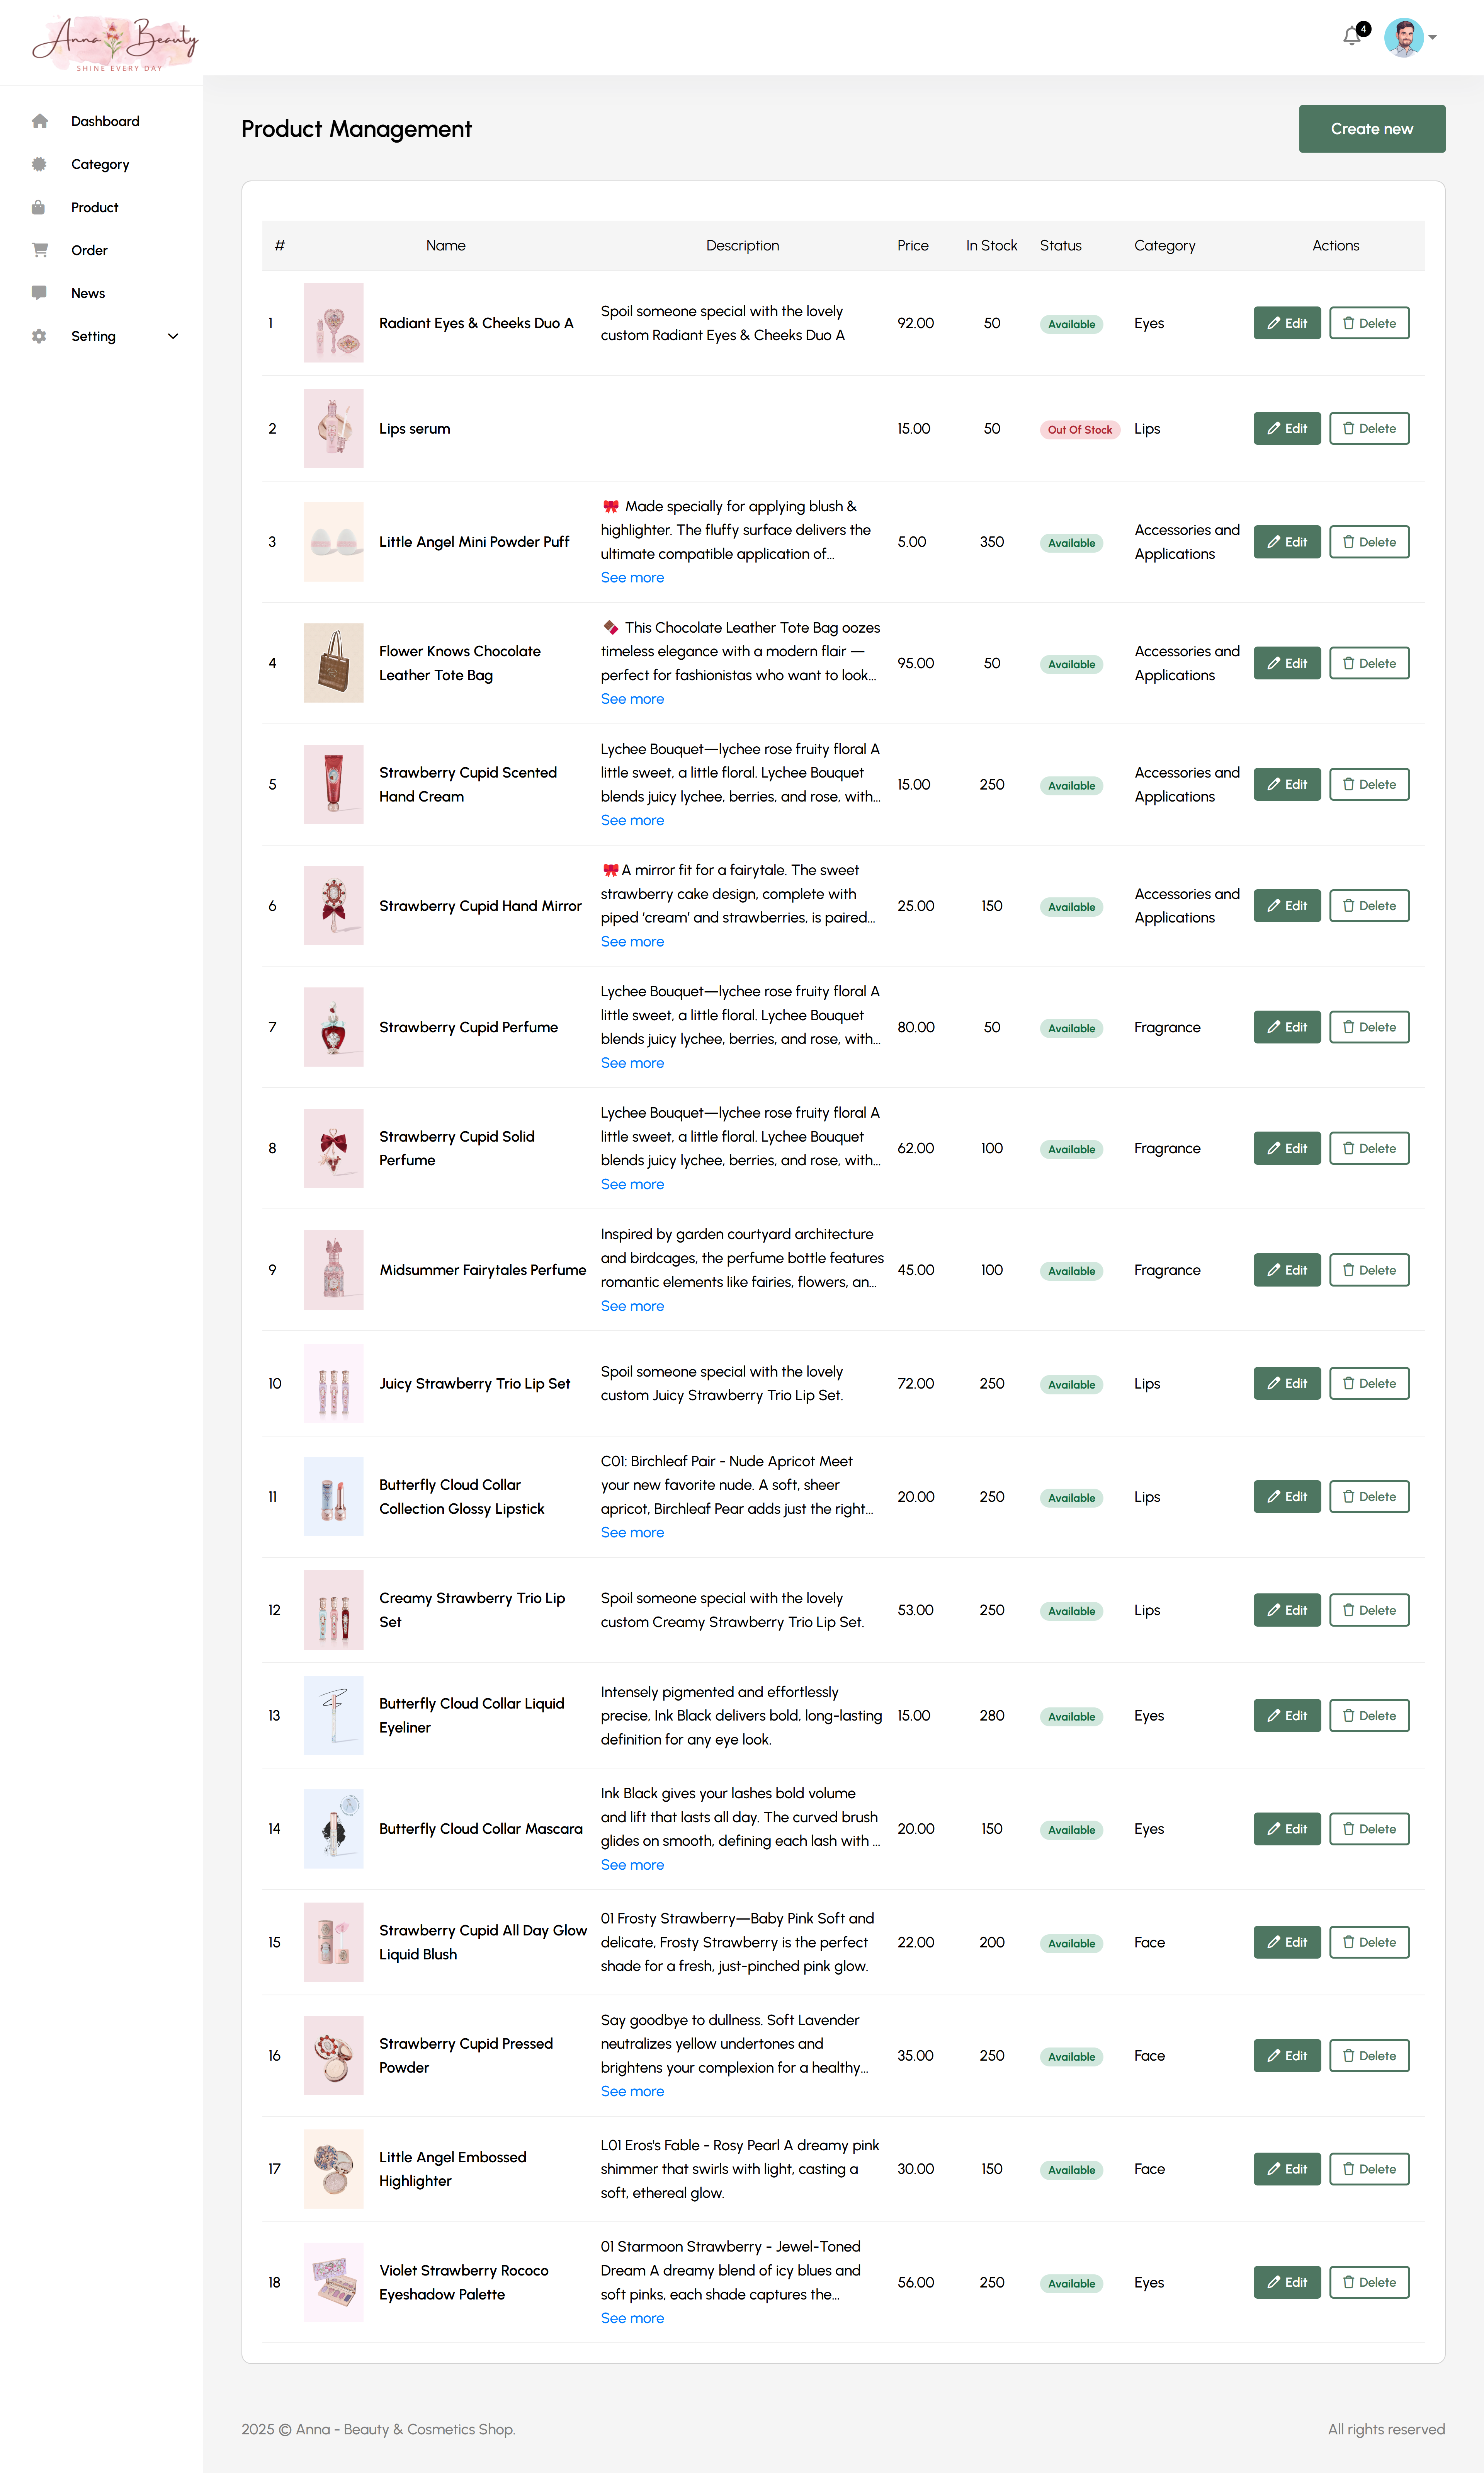 Anna Beauty
SHINE EVERY DAY
4
Dashboard
Category
Product
Order
News
Setting
Product Management
Create new
# Name Description Price In Stock Status Category Actions
1 Radiant Eyes & Cheeks Duo A
Spoil someone special with the lovely
custom Radiant Eyes & Cheeks Duo A
92.00 50 Available Eyes Edit Delete
2 Lips serum 15.00 50 Out Of Stock Lips Edit Delete
3 Little Angel Mini Powder Puff
🎀 Made specially for applying blush &
highlighter. The fluffy surface delivers the
ultimate compatible application of...
See more
5.00 350 Available
Accessories and
Applications
Edit Delete
4
Flower Knows Chocolate
Leather Tote Bag
🍫 This Chocolate Leather Tote Bag oozes
timeless elegance with a modern flair —
perfect for fashionistas who want to look...
See more
95.00 50 Available
Accessories and
Applications
Edit Delete
5
Strawberry Cupid Scented
Hand Cream
Lychee Bouquet—lychee rose fruity floral A
little sweet, a little floral. Lychee Bouquet
blends juicy lychee, berries, and rose, with...
See more
15.00 250 Available
Accessories and
Applications
Edit Delete
6 Strawberry Cupid Hand Mirror
🎀A mirror fit for a fairytale. The sweet
strawberry cake design, complete with
piped ‘cream’ and strawberries, is paired...
See more
25.00 150 Available
Accessories and
Applications
Edit Delete
7 Strawberry Cupid Perfume
Lychee Bouquet—lychee rose fruity floral A
little sweet, a little floral. Lychee Bouquet
blends juicy lychee, berries, and rose, with...
See more
80.00 50 Available Fragrance Edit Delete
8
Strawberry Cupid Solid
Perfume
Lychee Bouquet—lychee rose fruity floral A
little sweet, a little floral. Lychee Bouquet
blends juicy lychee, berries, and rose, with...
See more
62.00 100 Available Fragrance Edit Delete
9 Midsummer Fairytales Perfume
Inspired by garden courtyard architecture
and birdcages, the perfume bottle features
romantic elements like fairies, flowers, an...
See more
45.00 100 Available Fragrance Edit Delete
10 Juicy Strawberry Trio Lip Set
Spoil someone special with the lovely
custom Juicy Strawberry Trio Lip Set.
72.00 250 Available Lips Edit Delete
11
Butterfly Cloud Collar
Collection Glossy Lipstick
C01: Birchleaf Pair - Nude Apricot Meet
your new favorite nude. A soft, sheer
apricot, Birchleaf Pear adds just the right...
See more
20.00 250 Available Lips Edit Delete
12
Creamy Strawberry Trio Lip
Set
Spoil someone special with the lovely
custom Creamy Strawberry Trio Lip Set.
53.00 250 Available Lips Edit Delete
13
Butterfly Cloud Collar Liquid
Eyeliner
Intensely pigmented and effortlessly
precise, Ink Black delivers bold, long-lasting
definition for any eye look.
15.00 280 Available Eyes Edit Delete
14 Butterfly Cloud Collar Mascara
Ink Black gives your lashes bold volume
and lift that lasts all day. The curved brush
glides on smooth, defining each lash with ...
See more
20.00 150 Available Eyes Edit Delete
15
Strawberry Cupid All Day Glow
Liquid Blush
01 Frosty Strawberry—Baby Pink Soft and
delicate, Frosty Strawberry is the perfect
shade for a fresh, just-pinched pink glow.
22.00 200 Available Face Edit Delete
16
Strawberry Cupid Pressed
Powder
Say goodbye to dullness. Soft Lavender
neutralizes yellow undertones and
brightens your complexion for a healthy...
See more
35.00 250 Available Face Edit Delete
17
Little Angel Embossed
Highlighter
L01 Eros's Fable - Rosy Pearl A dreamy pink
shimmer that swirls with light, casting a
soft, ethereal glow.
30.00 150 Available Face Edit Delete
18
Violet Strawberry Rococo
Eyeshadow Palette
01 Starmoon Strawberry - Jewel-Toned
Dream A dreamy blend of icy blues and
soft pinks, each shade captures the...
See more
56.00 250 Available Eyes Edit Delete
2025 © Anna - Beauty & Cosmetics Shop.
All rights reserved